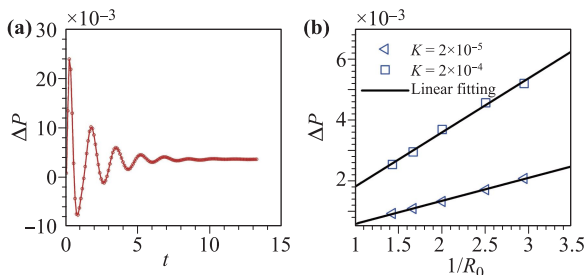 (a) ×10⁻³
30
20
10
0
−10
ΔP
0 5 10 15
t
(b) ×10⁻³
6
4
2
ΔP
K = 2×10⁻⁵
K = 2×10⁻⁴
Linear fitting
1 1.5 2 2.5 3 3.5
1/R₀